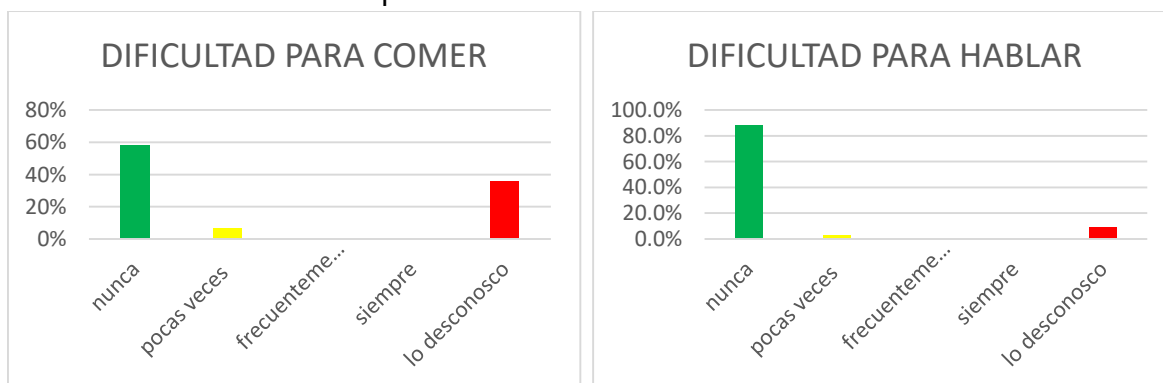 DIFICULTAD PARA COMER
80%
60%
40%
20%
0%
nunca
pocas veces
frecuenteme...
siempre
lo desconosco
DIFICULTAD PARA HABLAR
100.0%
80.0%
60.0%
40.0%
20.0%
0.0%
nunca
pocas veces
frecuenteme...
siempre
lo desconosco